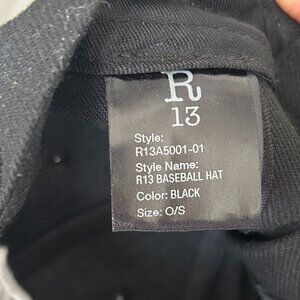 R
13
Style:
R13A5001-01
Style Name:
R13 BASEBALL HAT
Color: BLACK
Size: O/S